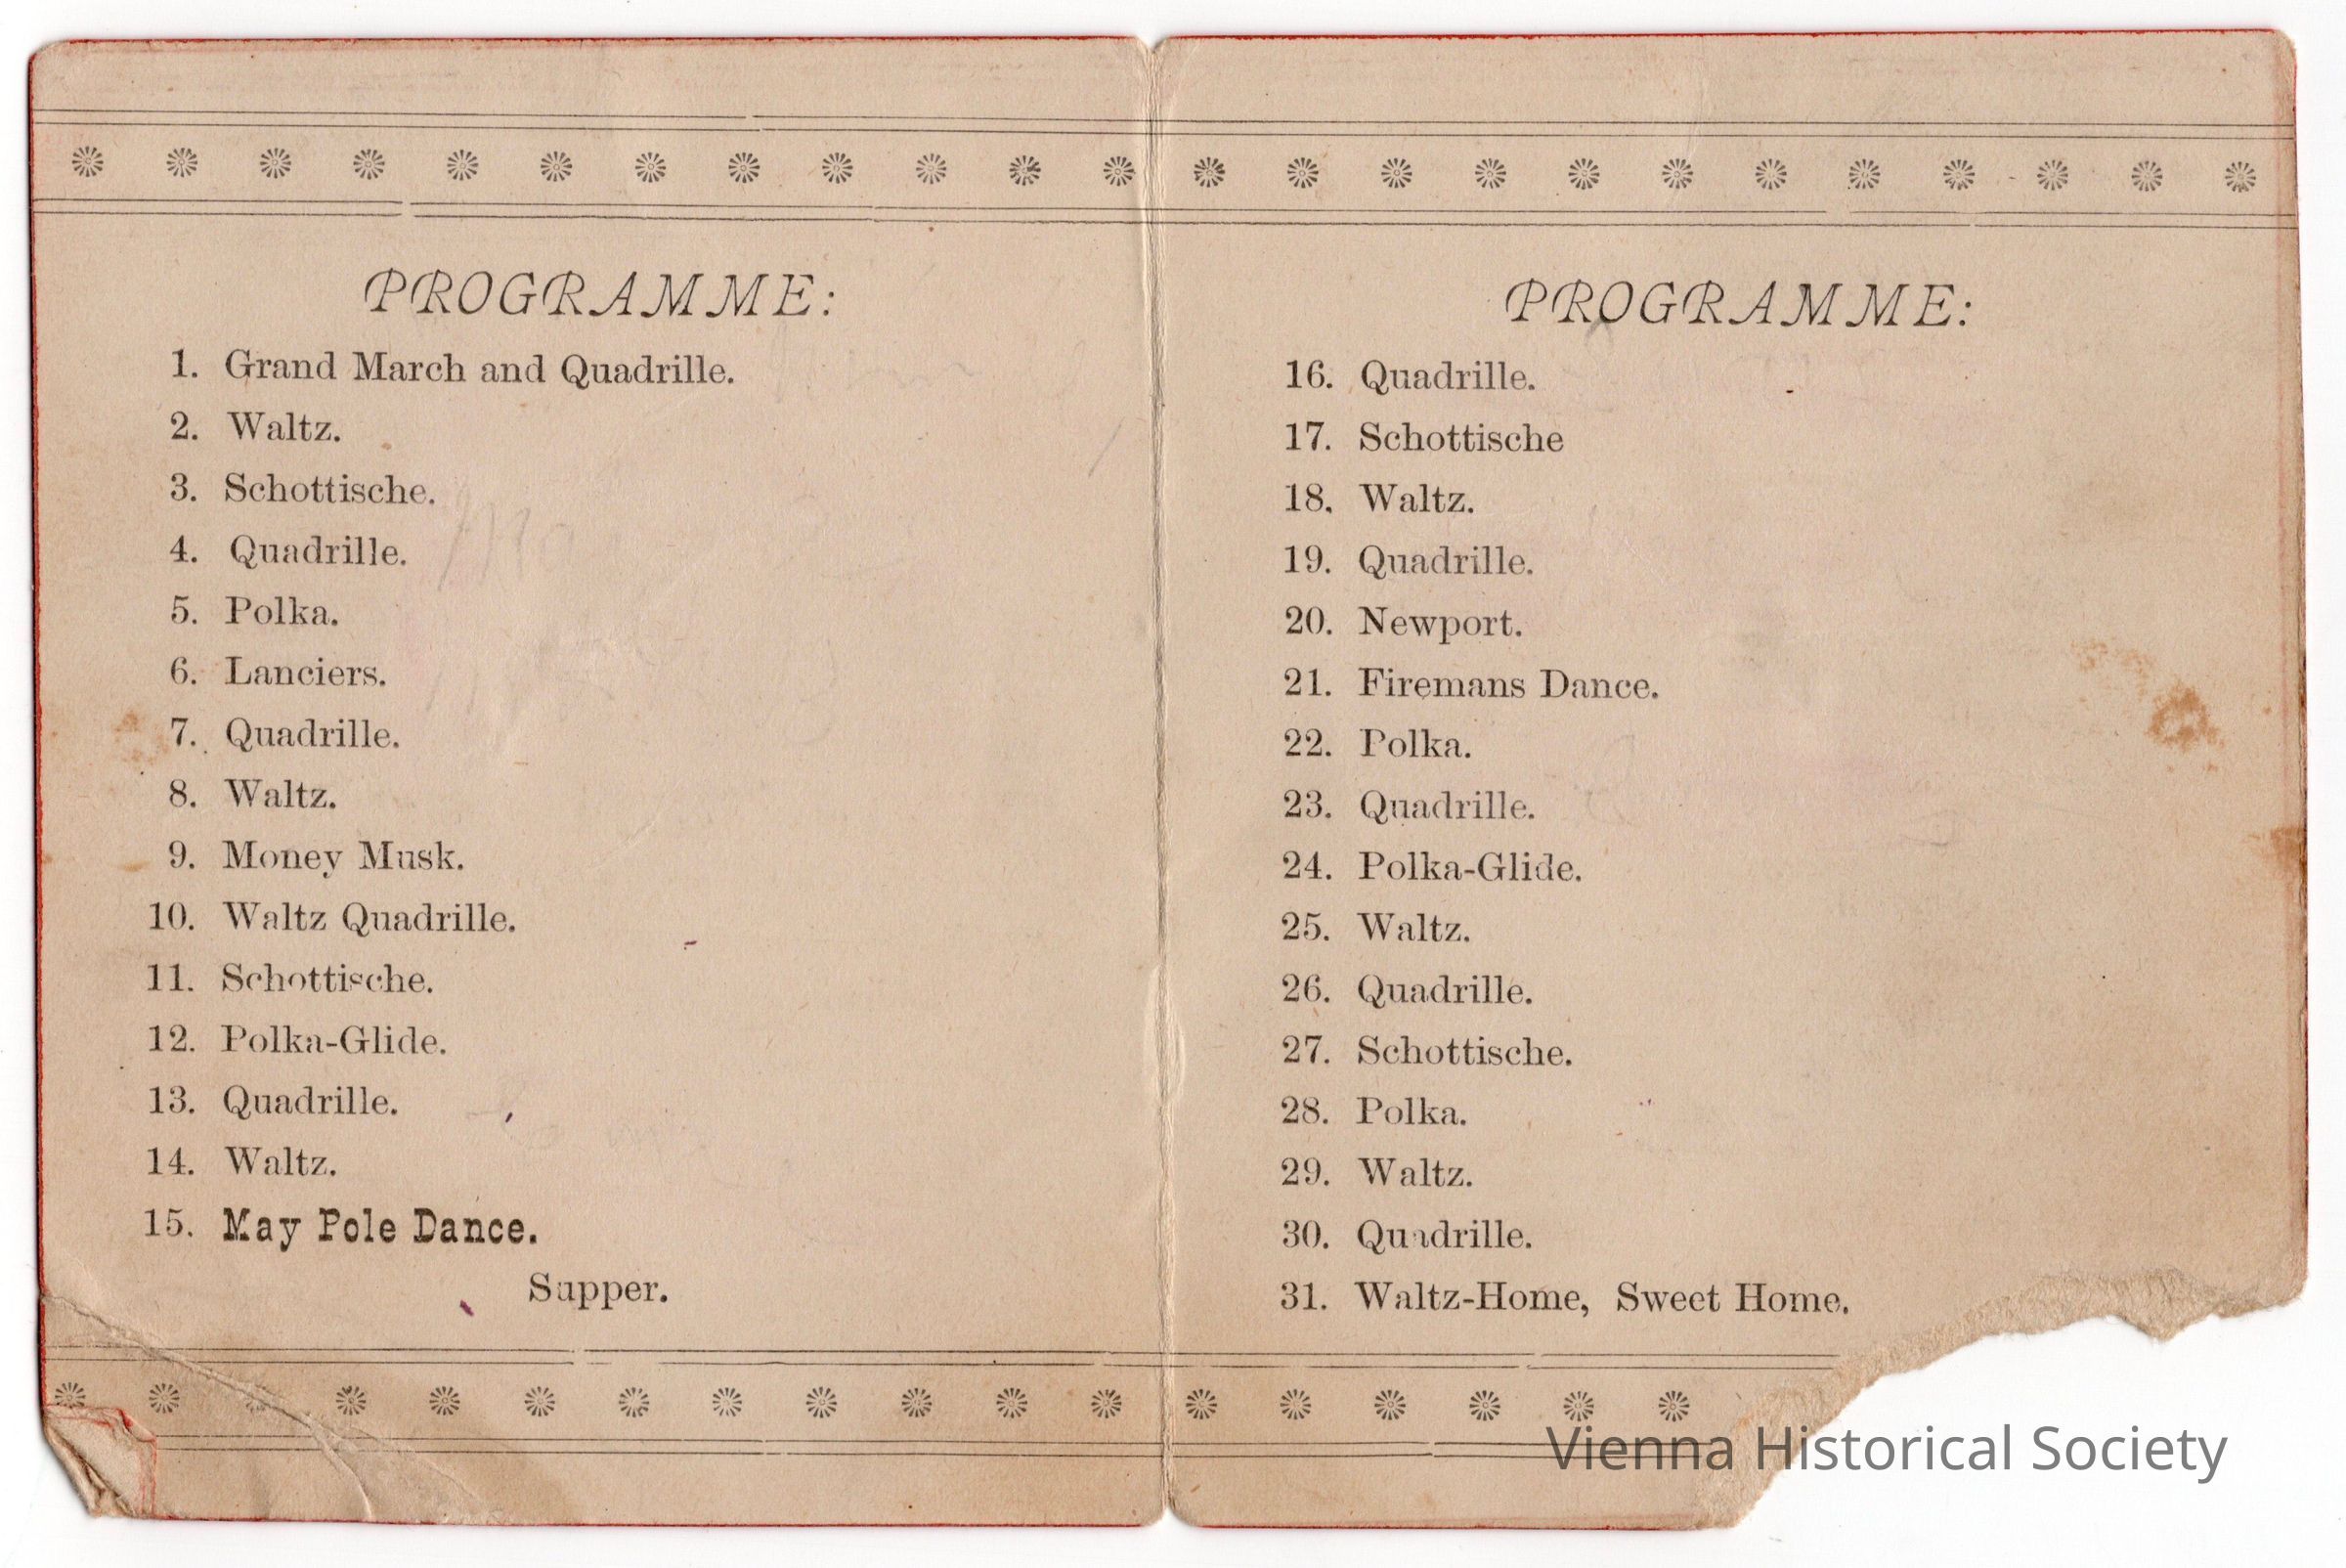 PROGRAMME:
1. Grand March and Quadrille.
2. Waltz.
3. Schottische.
4. Quadrille.
5. Polka.
6. Lanciers.
7. Quadrille.
8. Waltz.
9. Money Musk.
10. Waltz Quadrille.
11. Schottische.
12. Polka-Glide.
13. Quadrille.
14. Waltz.
15. May Pole Dance.
Supper.
PROGRAMME:
16. Quadrille.
17. Schottische
18. Waltz.
19. Quadrille.
20. Newport.
21. Firemans Dance.
22. Polka.
23. Quadrille.
24. Polka-Glide.
25. Waltz.
26. Quadrille.
27. Schottische.
28. Polka.
29. Waltz.
30. Quadrille.
31. Waltz-Home, Sweet Home.
Vienna Historical Society